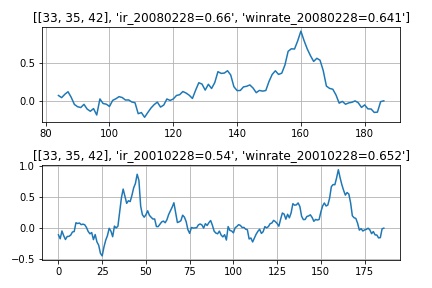 [[33, 35, 42], 'ir_20080228=0.66', 'winrate_20080228=0.641']
0.5
0.0
80 100 120 140 160 180
[[33, 35, 42], 'ir_20010228=0.54', 'winrate_20010228=0.652']
1.0
0.5
0.0
−0.5
0 25 50 75 100 125 150 175